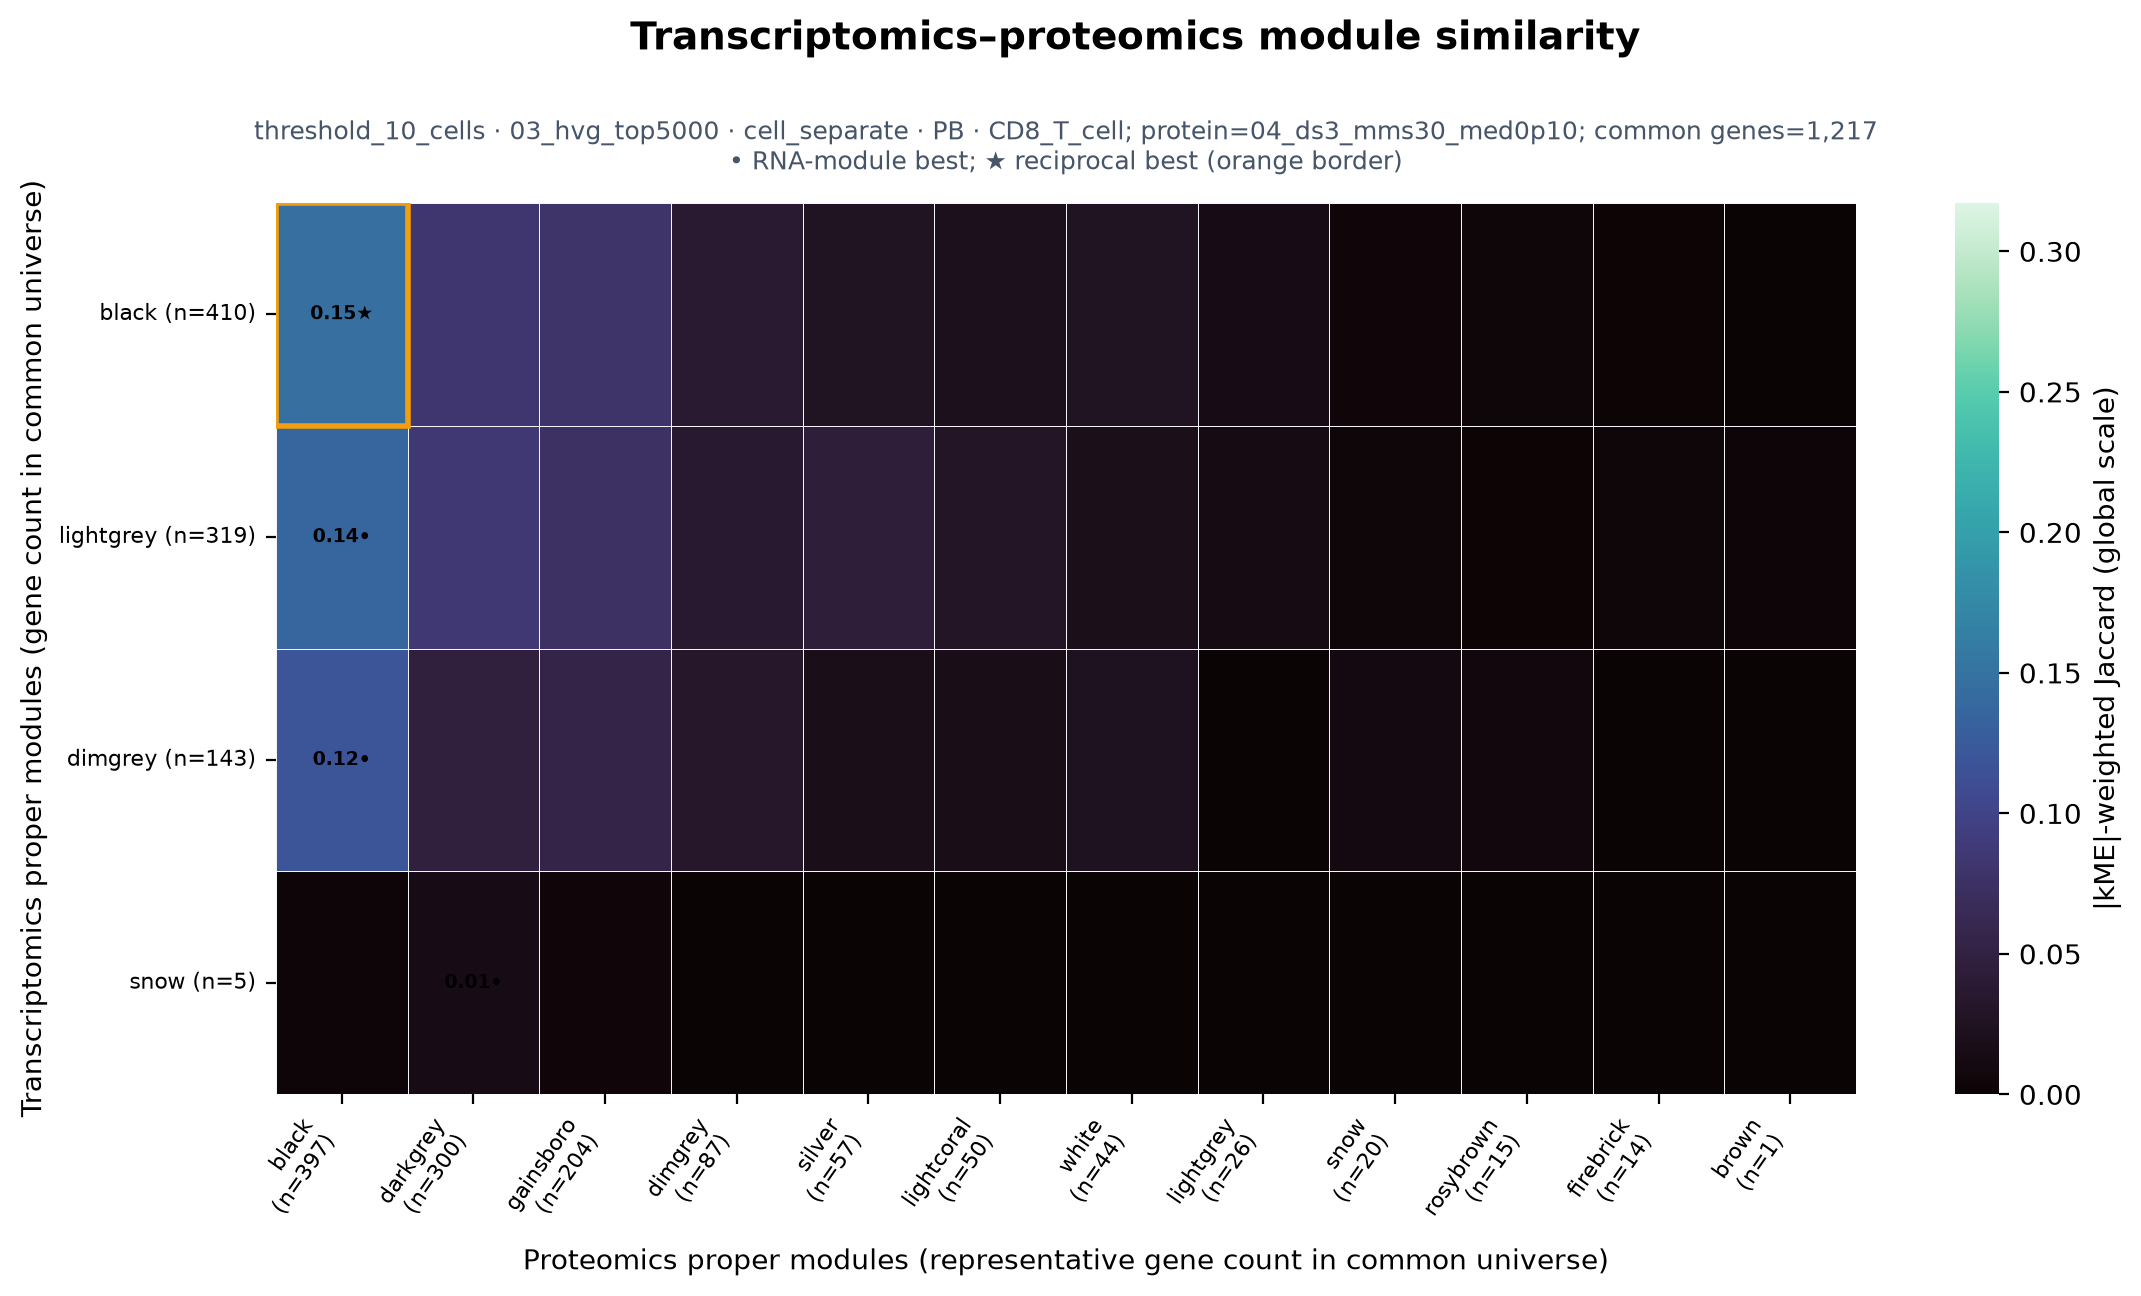 Transcriptomics–proteomics module similarity
threshold_10_cells · 03_hvg_top5000 · cell_separate · PB · CD8_T_cell; protein=04_ds3_mms30_med0p10; common genes=1,217
• RNA-module best; ★ reciprocal best (orange border)
Transcriptomics proper modules (gene count in common universe)
black (n=410)
0.15★
lightgrey (n=319)
0.14•
dimgrey (n=143)
0.12•
snow (n=5)
0.01•
black
(n=397)
darkgrey
(n=300)
gainsboro
(n=204)
dimgrey
(n=87)
silver
(n=57)
lightcoral
(n=50)
white
(n=44)
lightgrey
(n=26)
snow
(n=20)
rosybrown
(n=15)
firebrick
(n=14)
brown
(n=1)
Proteomics proper modules (representative gene count in common universe)
0.30
0.25
0.20
0.15
0.10
0.05
0.00
|kME|-weighted Jaccard (global scale)